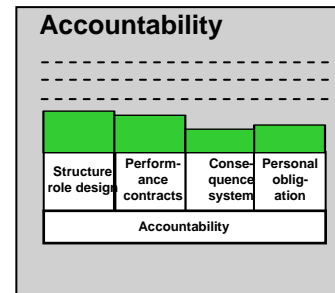 Accountability
Structure
role design
Perform-
ance
contracts
Conse-
quence
system
Personal
oblig-
ation
Accountability